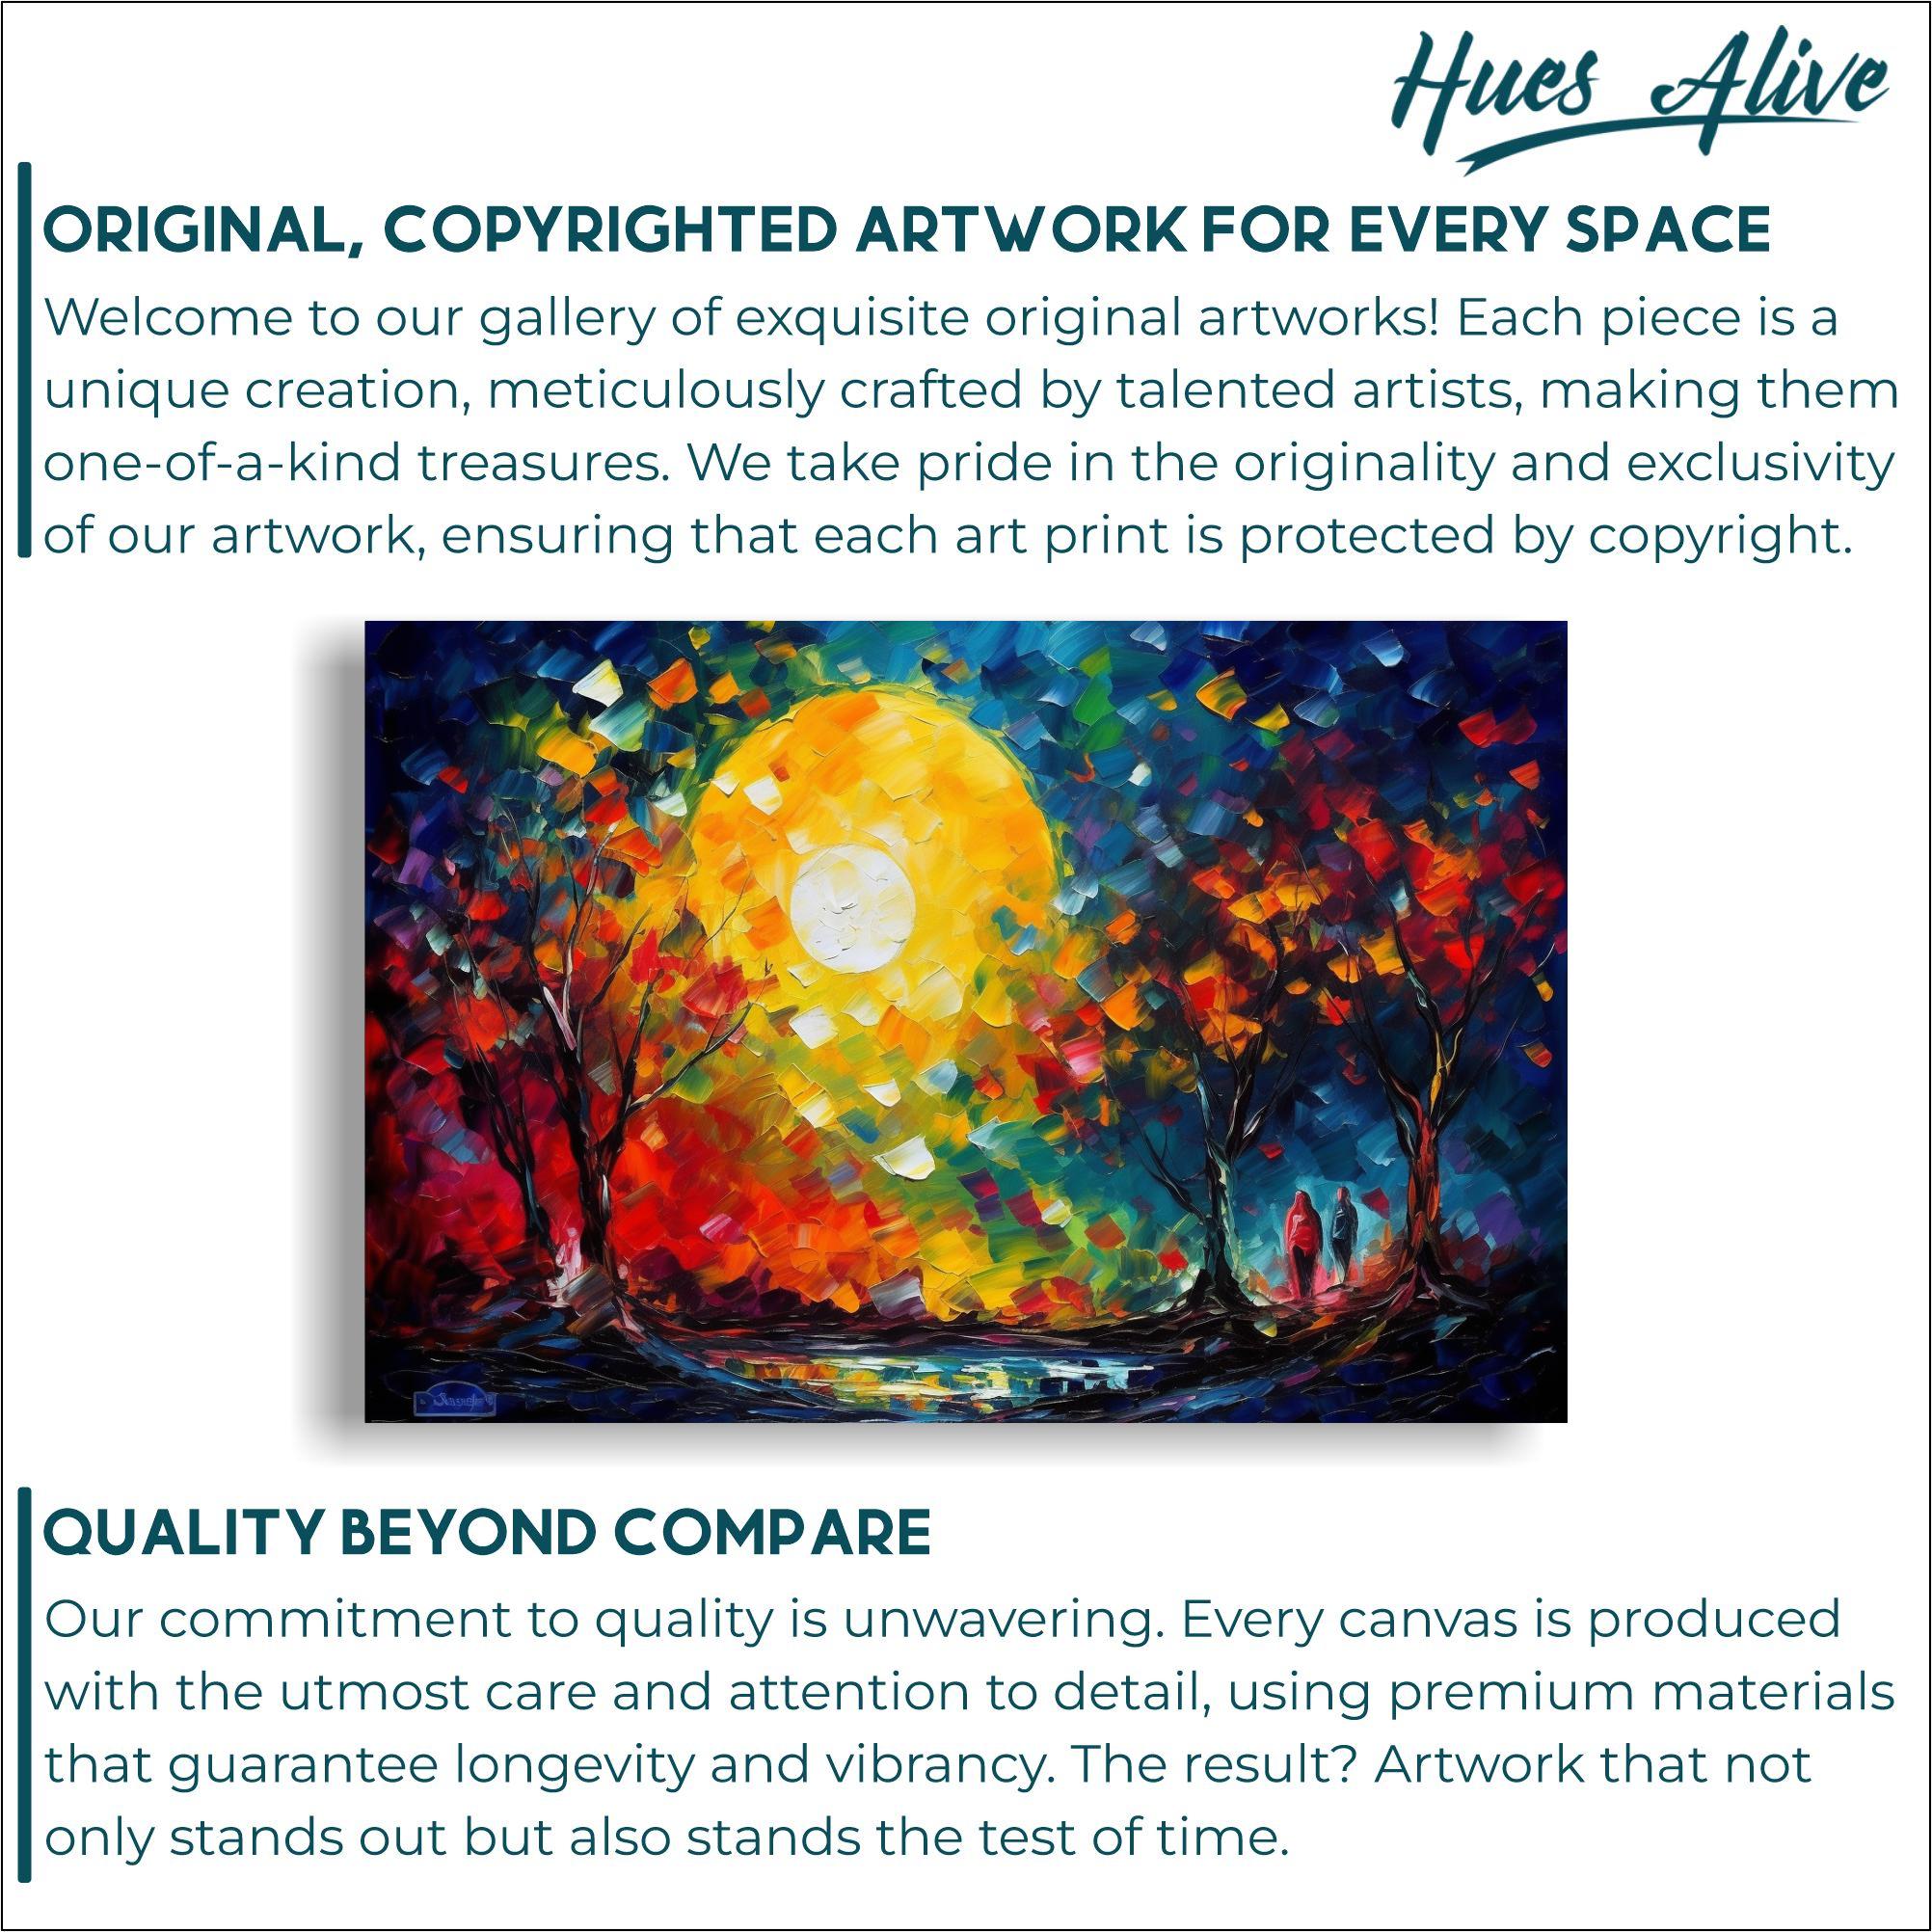 Hues Alive
ORIGINAL, COPYRIGHTED ARTWORK FOR EVERY SPACE
Welcome to our gallery of exquisite original artworks! Each piece is a
unique creation, meticulously crafted by talented artists, making them
one-of-a-kind treasures. We take pride in the originality and exclusivity
of our artwork, ensuring that each art print is protected by copyright.
QUALITY BEYOND COMPARE
Our commitment to quality is unwavering. Every canvas is produced
with the utmost care and attention to detail, using premium materials
that guarantee longevity and vibrancy. The result? Artwork that not
only stands out but also stands the test of time.